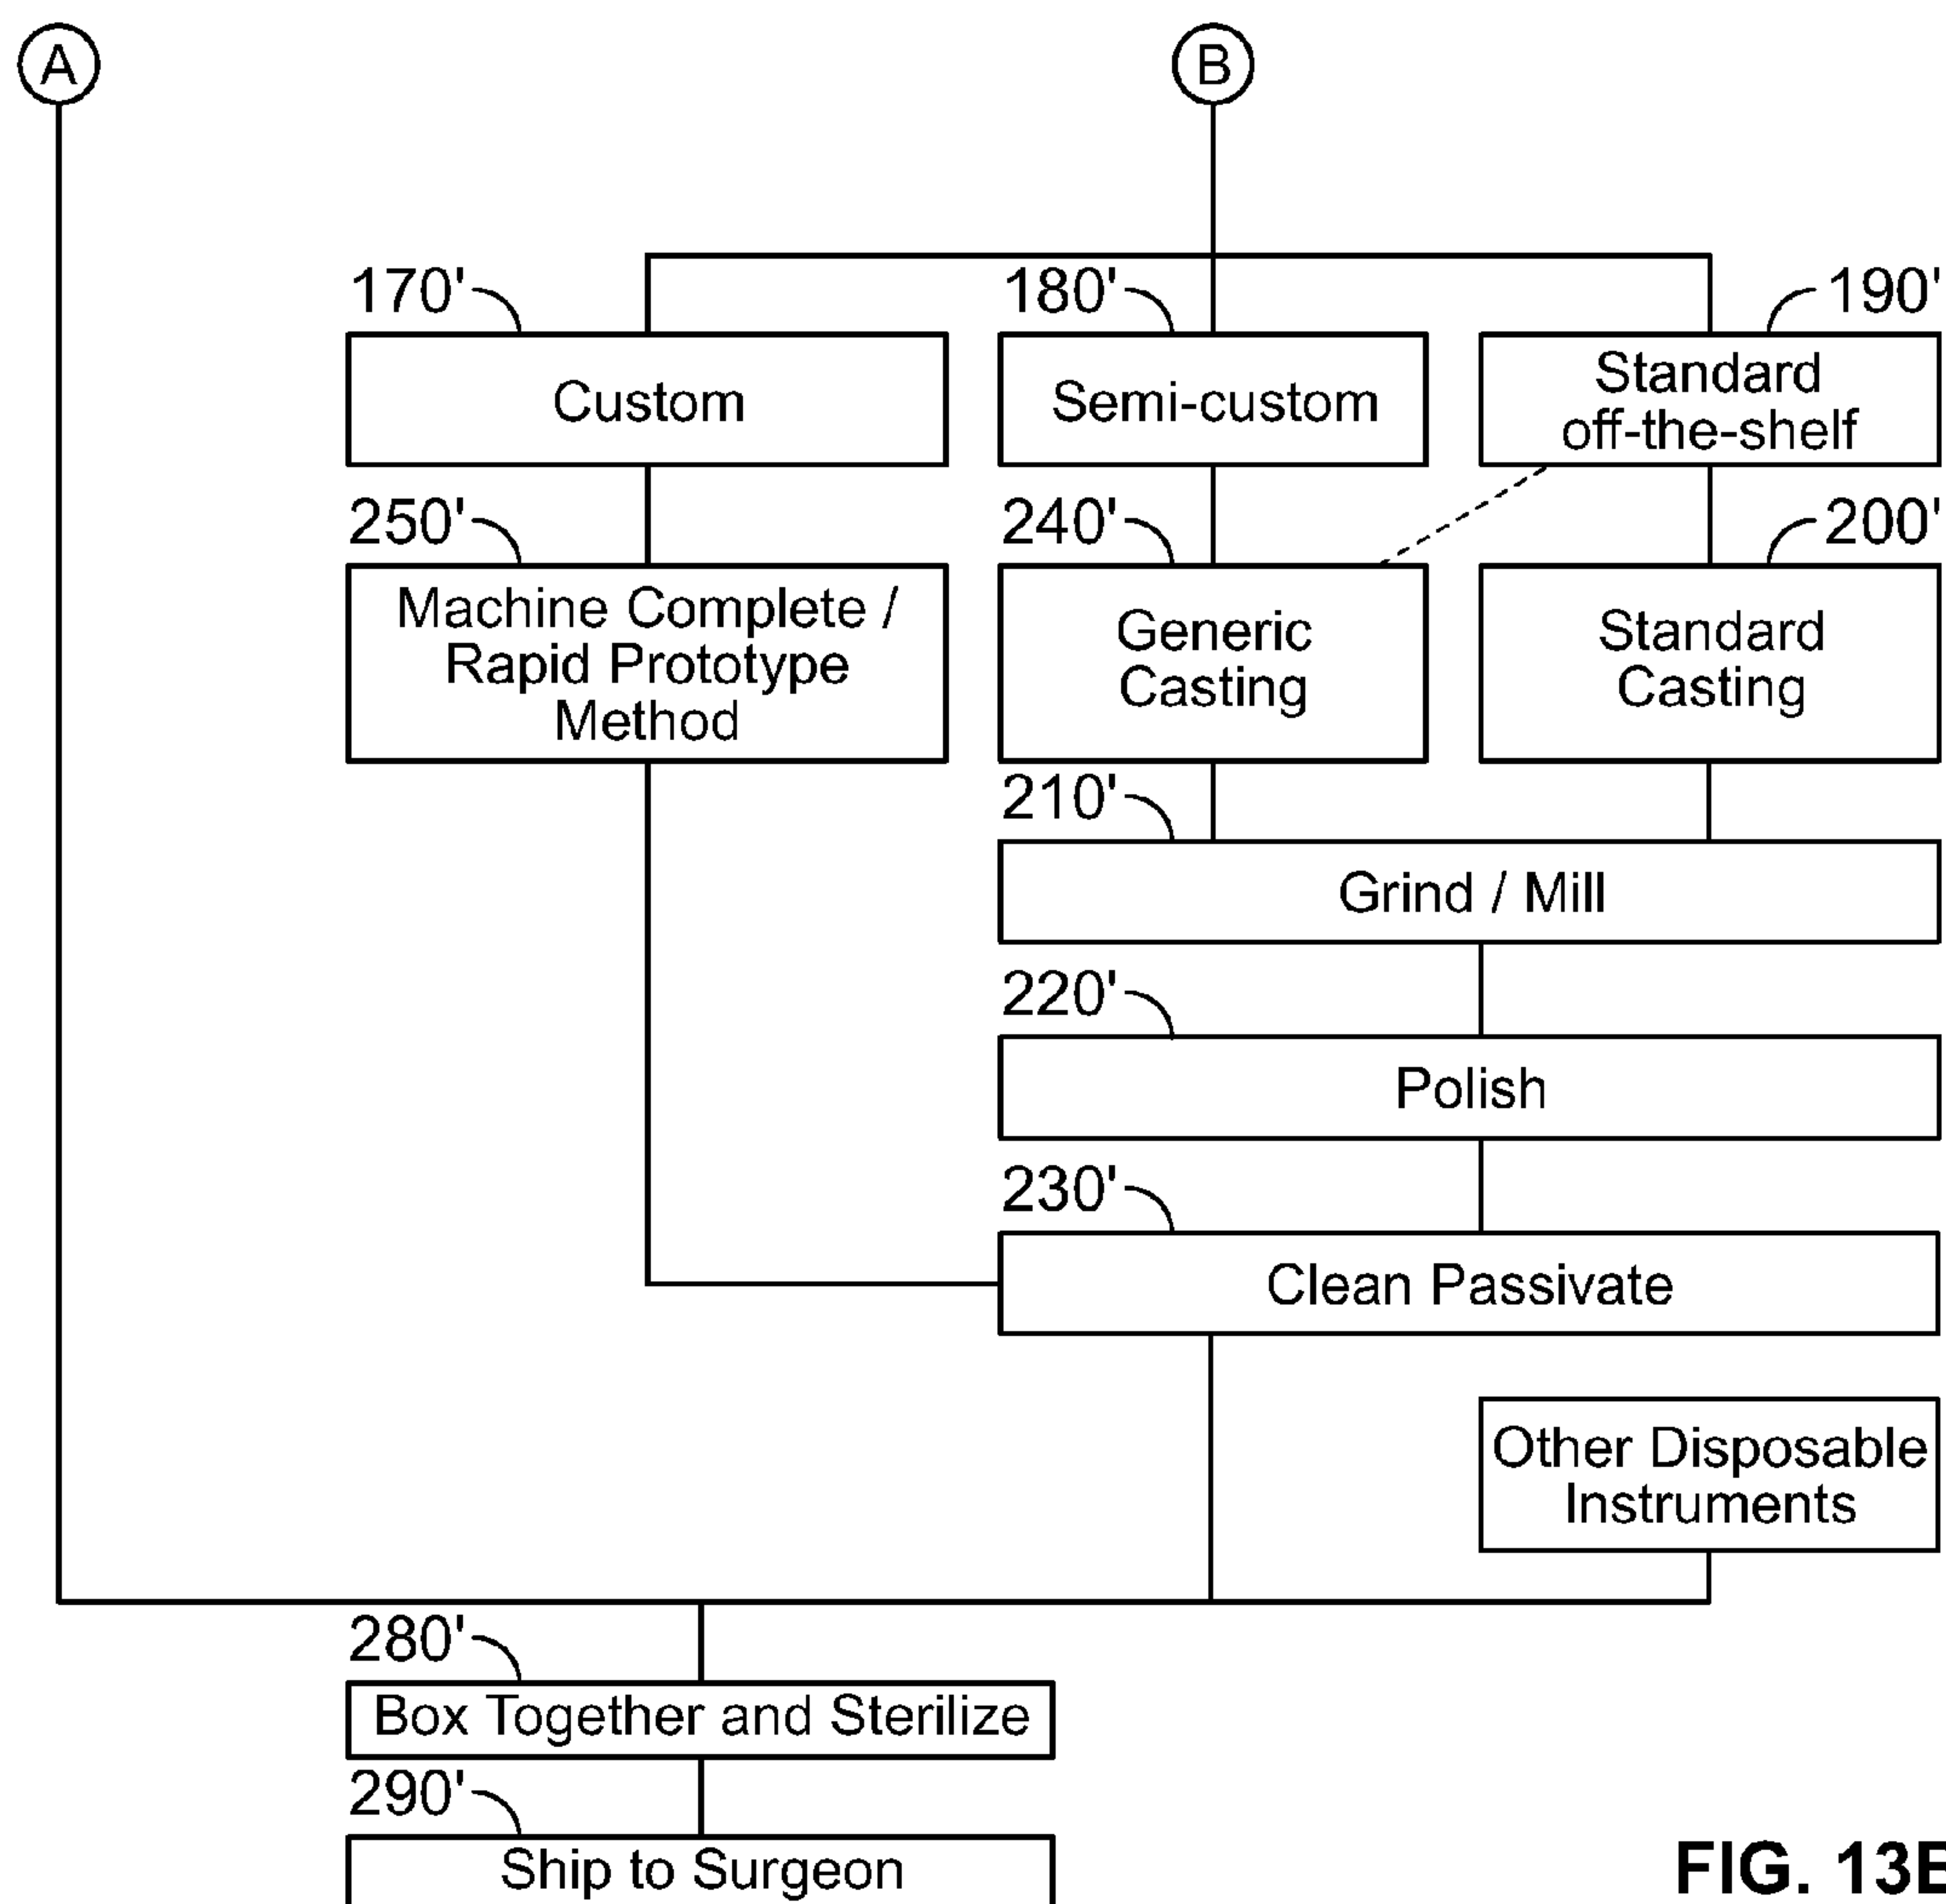 A
B
170'
180'
190'
Custom
Semi-custom
Standard
off-the-shelf
250'
240'
200'
Machine Complete /
Rapid Prototype
Method
Generic
Casting
Standard
Casting
210'
Grind / Mill
220'
Polish
230'
Clean Passivate
Other Disposable
Instruments
280'
Box Together and Sterilize
290'
Ship to Surgeon
FIG. 13B